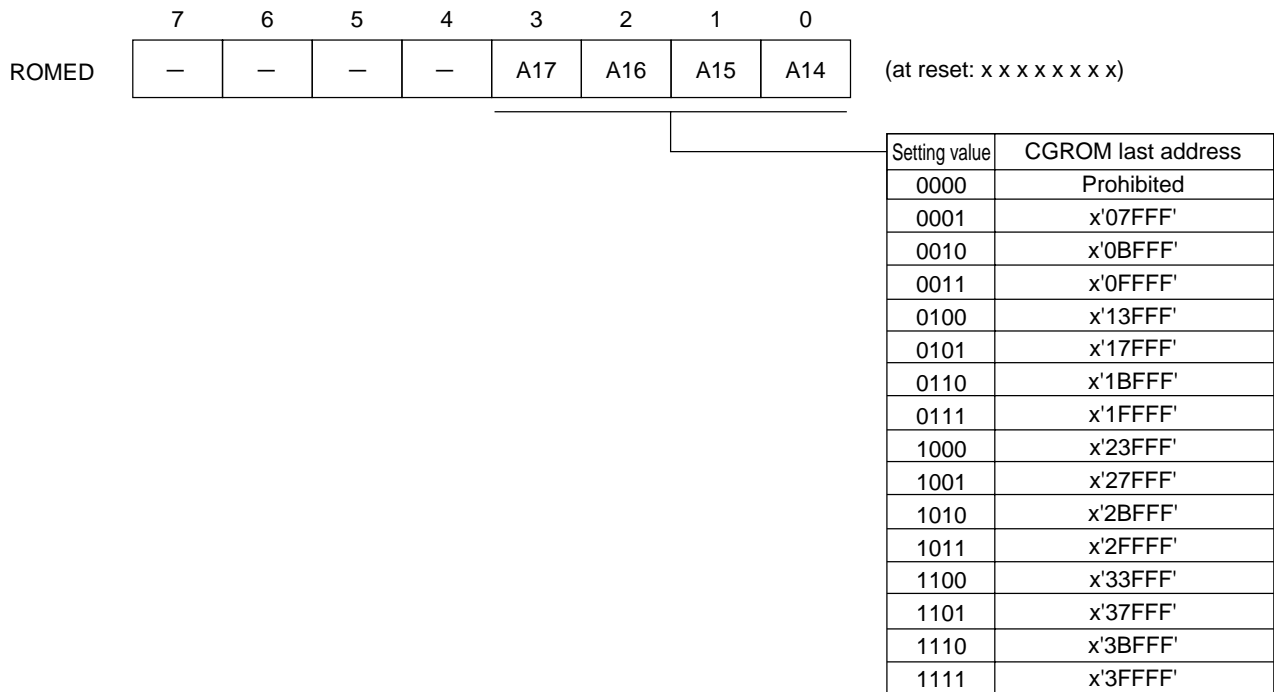 7 6 5 4 3 2 1 0
ROMED – – – – A17 A16 A15 A14 (at reset: x x x x x x x x)
Setting value CGROM last address
0000 Prohibited
0001 x'07FFF'
0010 x'0BFFF'
0011 x'0FFFF'
0100 x'13FFF'
0101 x'17FFF'
0110 x'1BFFF'
0111 x'1FFFF'
1000 x'23FFF'
1001 x'27FFF'
1010 x'2BFFF'
1011 x'2FFFF'
1100 x'33FFF'
1101 x'37FFF'
1110 x'3BFFF'
1111 x'3FFFF'